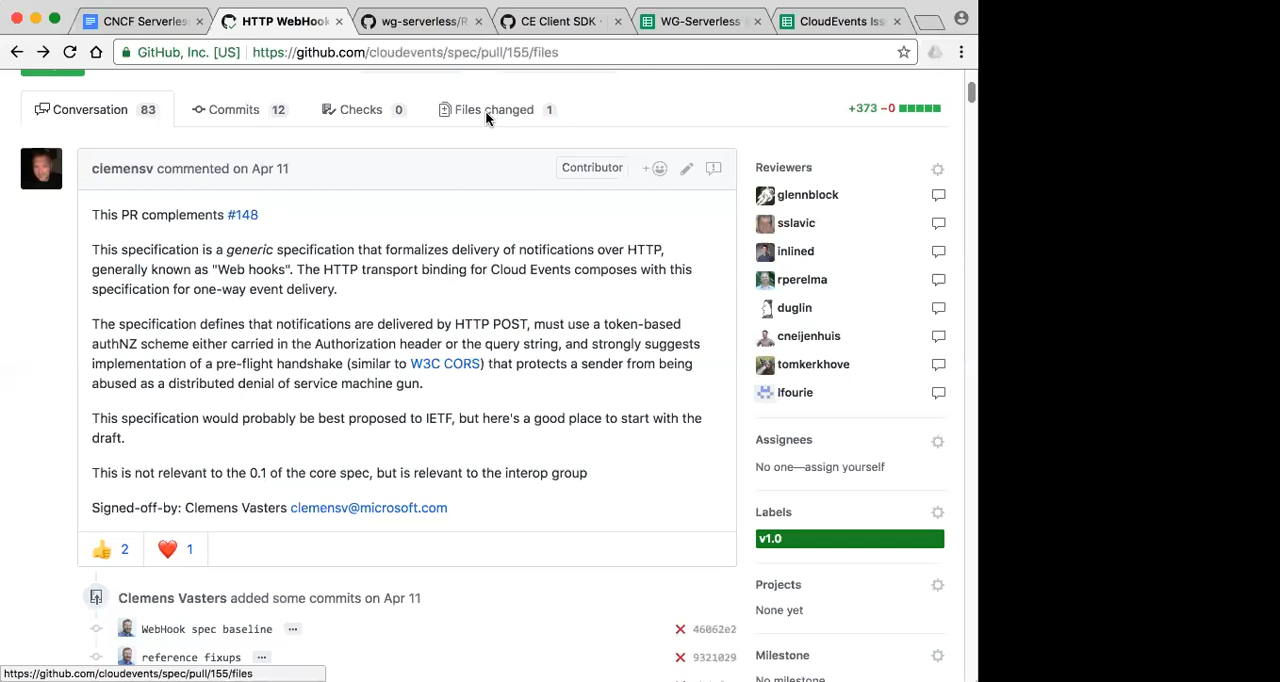 CNCF Serverless
HTTP WebHook
wg-serverless/R
CE Client SDK
WG-Serverless
CloudEvents Iss
GitHub, Inc. [US]
https://github.com/cloudevents/spec/pull/155/files
Conversation 83
Commits 12
Checks 0
Files changed 1
+373 −0
clemensv commented on Apr 11
Contributor
This PR complements #148
This specification is a generic specification that formalizes delivery of notifications over HTTP,
generally known as "Web hooks". The HTTP transport binding for Cloud Events composes with this
specification for one-way event delivery.
The specification defines that notifications are delivered by HTTP POST, must use a token-based
authNZ scheme either carried in the Authorization header or the query string, and strongly suggests
implementation of a pre-flight handshake (similar to W3C CORS) that protects a sender from being
abused as a distributed denial of service machine gun.
This specification would probably be best proposed to IETF, but here's a good place to start with the
draft.
This is not relevant to the 0.1 of the core spec, but is relevant to the interop group
Signed-off-by: Clemens Vasters clemensv@microsoft.com
2
1
Clemens Vasters added some commits on Apr 11
WebHook spec baseline ... 46062e2
reference fixups ... 9321029
Reviewers
glennblock
sslavic
inlined
rperelma
duglin
cneijenhuis
tomkerkhove
lfourie
Assignees
No one—assign yourself
Labels
v1.0
Projects
None yet
Milestone
No milestone
https://github.com/cloudevents/spec/pull/155/files